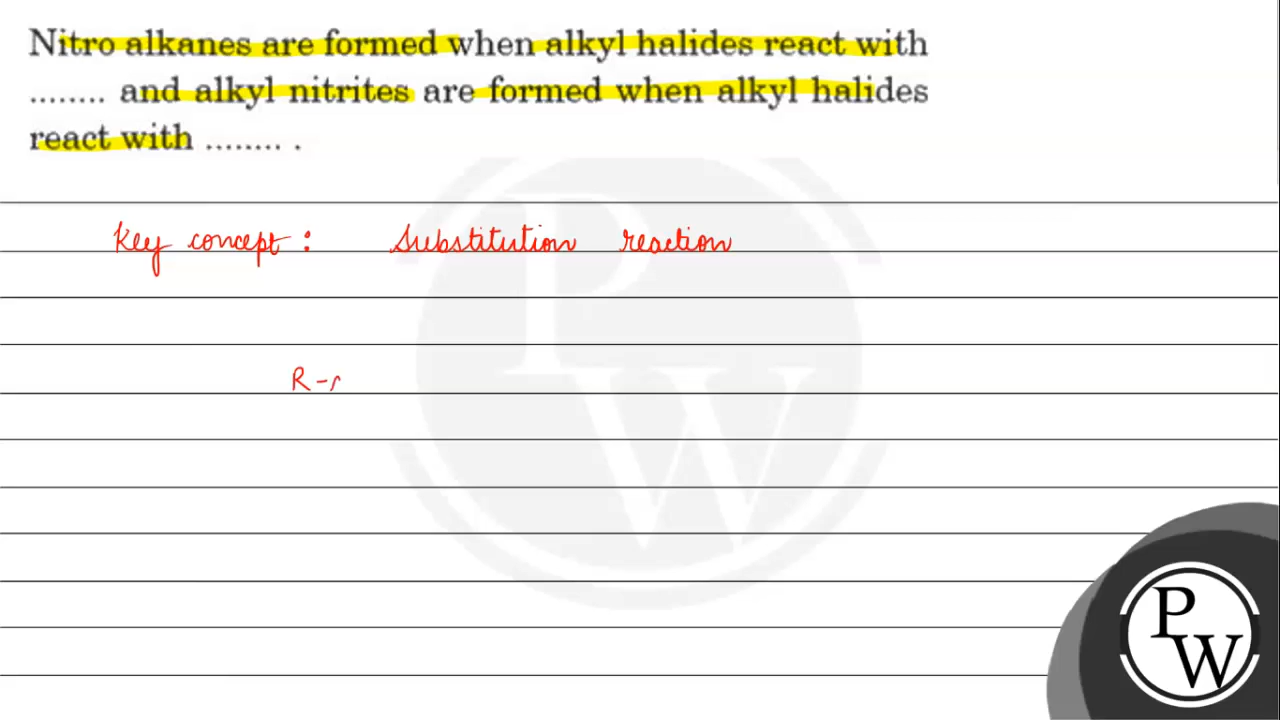 Nitro alkanes are formed when alkyl halides react with
........ and alkyl nitrites are formed when alkyl halides
react with ........ .
Key concept : Substitution reaction
R -
P
W
P
W